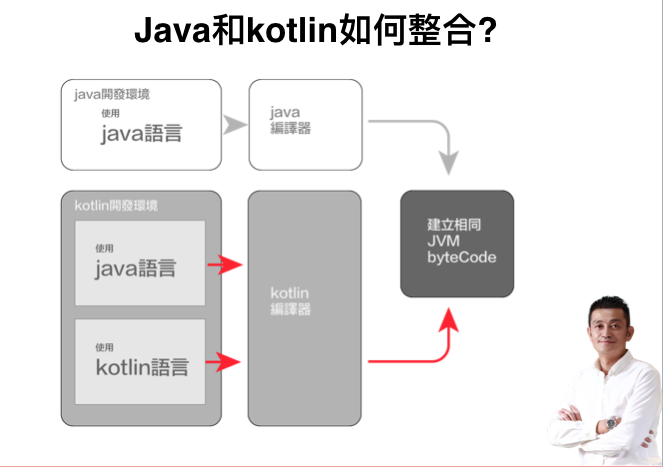 Java和kotlin如何整合?
java開發環境
使用
java語言
java
編譯器
kotlin開發環境
使用
java語言
使用
kotlin語言
kotlin
編譯器
建立相同
JVM
byteCode